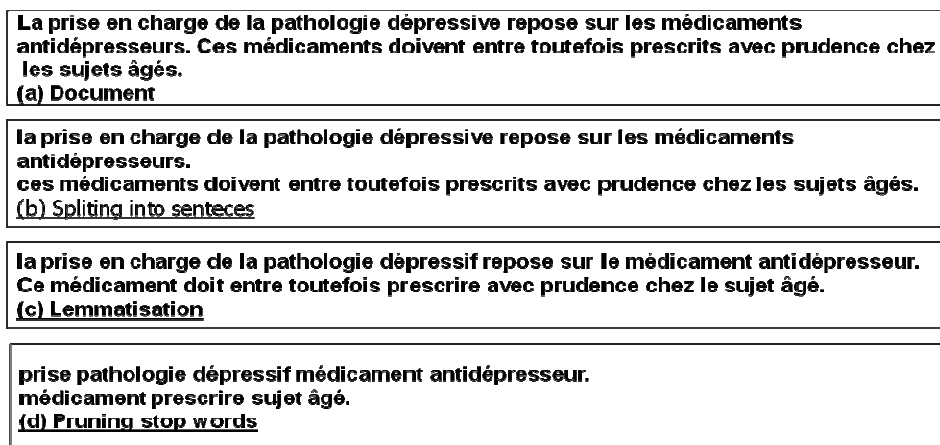 La prise en charge de la pathologie dépressive repose sur les médicaments
antidépresseurs. Ces médicaments doivent entre toutefois prescrits avec prudence chez
les sujets âgés.
(a) Document
la prise en charge de la pathologie dépressive repose sur les médicaments
antidépresseurs.
ces médicaments doivent entre toutefois prescrits avec prudence chez les sujets âgés.
(b) Spliting into senteces
la prise en charge de la pathologie dépressif repose sur le médicament antidépresseur.
Ce médicament doit entre toutefois prescrire avec prudence chez le sujet âgé.
(c) Lemmatisation
prise pathologie dépressif médicament antidépresseur.
médicament prescrire sujet âgé.
(d) Pruning stop words